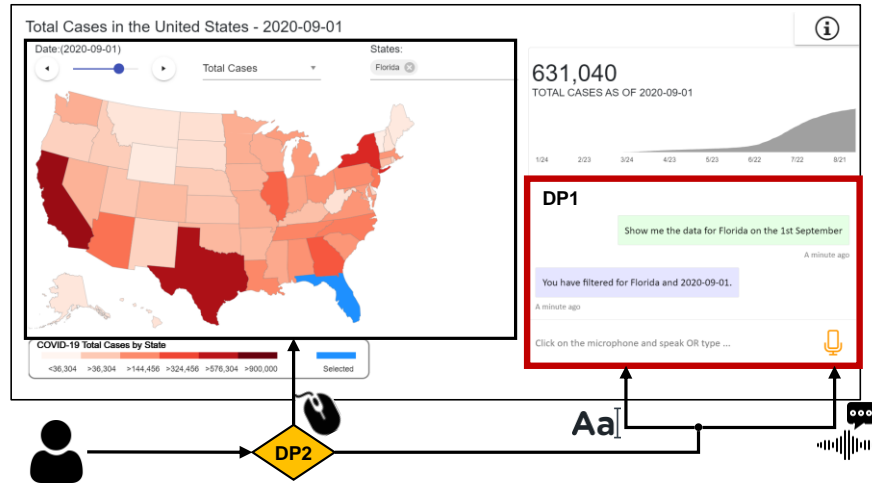 Total Cases in the United States - 2020-09-01
Date:(2020-09-01)
Total Cases
States:
Florida
631,040
TOTAL CASES AS OF 2020-09-01
1/24 2/23 3/24 4/23 5/23 6/22 7/22 8/21
DP1
Show me the data for Florida on the 1st September
A minute ago
You have filtered for Florida and 2020-09-01.
A minute ago
Click on the microphone and speak OR type ...
COVID-19 Total Cases by State
<36,304 >36,304 >144,456 >324,456 >576,304 >900,000 Selected
Aa
DP2